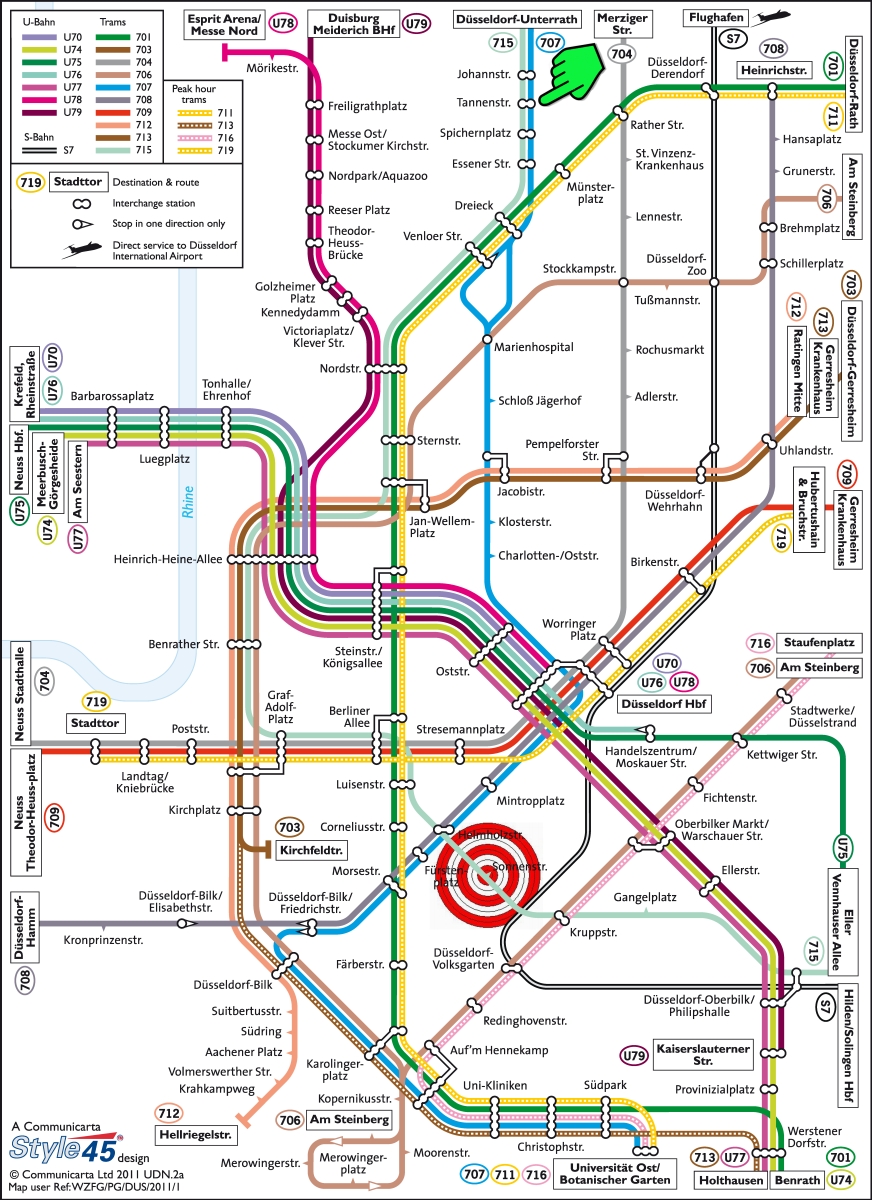 Esprit Arena/
Messe Nord
U78
Duisburg
Meiderich BHf
U79
Düsseldorf-Unterrath
715
707
Merziger
Str.
704
Flughafen
S7
708
Heinrichstr.
701
Düsseldorf-Rath
711
U-Bahn
Trams
U70
U74
U75
U76
U77
U78
U79
S-Bahn
S7
701
703
704
706
707
708
709
712
713
715
Peak hour
trams
711
713
716
719
719
Stadttor
Destination & route
Interchange station
Stop in one direction only
Direct service to Düsseldorf
International Airport
Mörikestr.
Freiligrathplatz
Messe Ost/
Stockumer Kirchstr.
Nordpark/Aquazoo
Reeser Platz
Theodor-
Heuss-
Brücke
Golzheimer
Platz
Kennedydamm
Victoriaplatz/
Klever Str.
Nordstr.
Johannstr.
Tannenstr.
Spichernplatz
Essener Str.
Dreieck
Venloer Str.
Münster-
platz
Düsseldorf-
Derendorf
Rather Str.
St. Vinzenz-
Krankenhaus
Lennestr.
Stockkampstr.
Düsseldorf-
Zoo
Tußmannstr.
Rochusmarkt
Adlerstr.
Hansaplatz
Grunerstr.
Am Steinberg
706
Brehmplatz
Schillerplatz
703
Düsseldorf-Gerresheim
712
Ratingen Mitte
713
Gerresheim
Krankenhaus
Uhlandstr.
Marienhospital
Schloß Jägerhof
Pempelforster
Str.
Jacobistr.
Düsseldorf-
Wehrhahn
Klosterstr.
Charlotten-/Oststr.
Krefeld,
Rheinstraße
U70
U76
Neuss Hbf.
U75
Meerbusch-
Görgesheide
U74
Am Seestern
U77
Barbarossaplatz
Luegplatz
Tonhalle/
Ehrenhof
Rhine
Sternstr.
Jan-Wellem-
Platz
Heinrich-Heine-Allee
Benrather Str.
Steinstr./
Königsallee
Oststr.
709
Gerresheim
Krankenhaus
Hubertushain
& Bruchstr.
719
Birkenstr.
Worringer
Platz
U70
U76
U78
Düsseldorf Hbf
716
Staufenplatz
706
Am Steinberg
Stadtwerke/
Düsselstrand
Handelszentrum/
Moskauer Str.
Kettwiger Str.
Fichtenstr.
Neuss Stadthalle
704
719
Stadttor
Neuss
Theodor-Heuss-platz
709
Landtag/
Kniebrücke
Poststr.
Graf-
Adolf-
Platz
Berliner
Allee
Stresemannplatz
Luisenstr.
Mintropplatz
Kirchplatz
703
Kirchfeldtr.
Corneliusstr.
Helmholzstr.
Sonnenstr.
Fürsten-
platz
Morsestr.
Oberbilker Markt/
Warschauer Str.
Ellerstr.
U75
Eller
Vennhauser Allee
Gangelplatz
Kruppstr.
715
Düsseldorf-
Hamm
708
Kronprinzenstr.
Düsseldorf-Bilk/
Elisabethstr.
Düsseldorf-Bilk/
Friedrichstr.
Düsseldorf-
Volksgarten
Färberstr.
Düsseldorf-Bilk
Suitbertusstr.
Südring
Aachener Platz
Volmerswerther Str.
Krahkampweg
712
Hellriegelstr.
Redinghovenstr.
Düsseldorf-Oberbilk/
Philipshalle
S7
Hilden/Solingen Hbf
U79
Kaiserslauterner
Str.
Provinzialplatz
Karolinger-
platz
Auf'm Hennekamp
Kopernikusstr.
706
Am Steinberg
Merowingerstr.
Merowinger-
platz
Moorenstr.
Uni-Kliniken
Südpark
Christophstr.
707
711
716
Universität Ost/
Botanischer Garten
Werstener
Dorfstr.
713
U77
Holthausen
701
Benrath
U74
A Communicarta
Style45
design
© Communicarta Ltd 2011 UDN.2a
Map user Ref:WZFG/PG/DUS/2011/1